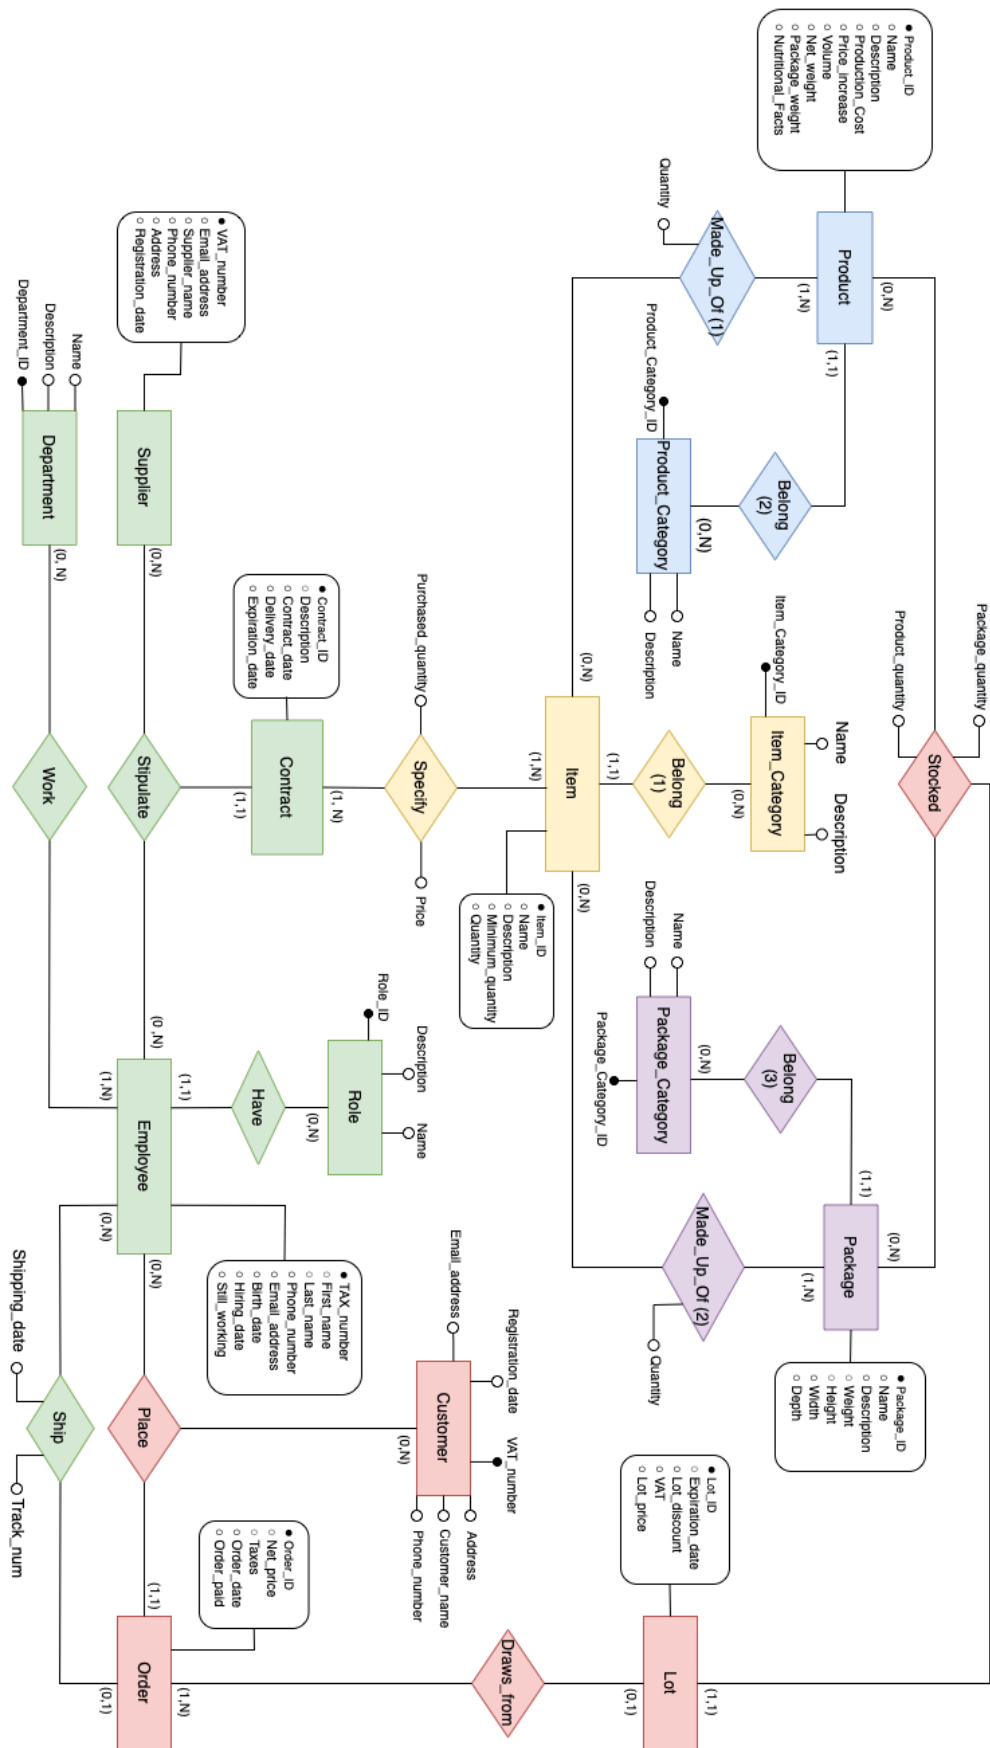 Product_ID
Name
Description
Production_Cost
Price_increase
Volume
Net_weight
Package_weight
Nutritional_Facts
Product
(0,N)
(1,N)
(1,1)
Quantity
Made_Up_Of (1)
Product_Category_ID
Product_Category
(0,N)
Name
Description
Belong
(2)
Package_quantity
Product_quantity
Stocked
Item_Category_ID
Item_Category
Name
Description
(0,N)
Belong
(1)
(0,N)
Item
(1,1)
(1,N)
(0,N)
Item_ID
Name
Description
Minimum_quantity
Quantity
Name
Description
Package_Category
Package_Category_ID
(0,N)
Belong
(3)
(1,1)
Package
(0,N)
(1,N)
Package_ID
Name
Description
Weight
Height
Width
Depth
Made_Up_Of (2)
Quantity
VAT_number
Email_address
Supplier_name
Phone_number
Address
Registration_date
Supplier
(0,N)
Name
Description
Department_ID
Department
(0, N)
Work
Stipulate
Contract_ID
Description
Contract_date
Delivery_date
Expiration_date
Contract
(1,1)
(1, N)
Purchased_quantity
Specify
Price
Role_ID
Description
Name
Role
(0,N)
Have
(0 ,N)
(1,1)
(1,N)
Employee
(0,N)
(0,N)
TAX_number
First_name
Last_name
Phone_number
Email_address
Birth_date
Hiring_date
Still_working
Email_address
Registration_date
VAT_number
Customer
(0,N)
Address
Customer_name
Phone_number
Place
Shipping_date
Ship
Track_num
Order_ID
Net_price
Taxes
Order_date
Order_paid
(1,1)
Order
(1,N)
(0,1)
Draws_from
Lot_ID
Expiration_date
Lot_discount
VAT
Lot_price
Lot
(1,1)
(0,1)